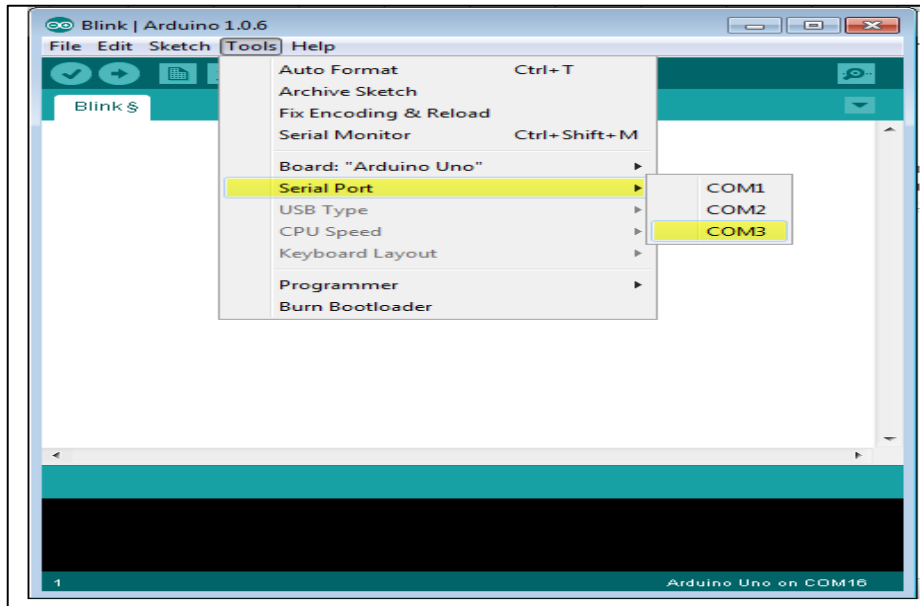 Blink | Arduino 1.0.6
File Edit Sketch Tools Help
Blink §
Auto Format Ctrl+T
Archive Sketch
Fix Encoding & Reload
Serial Monitor Ctrl+Shift+M
Board: "Arduino Uno"
Serial Port
USB Type
CPU Speed
Keyboard Layout
Programmer
Burn Bootloader
COM1
COM2
COM3
1 Arduino Uno on COM16